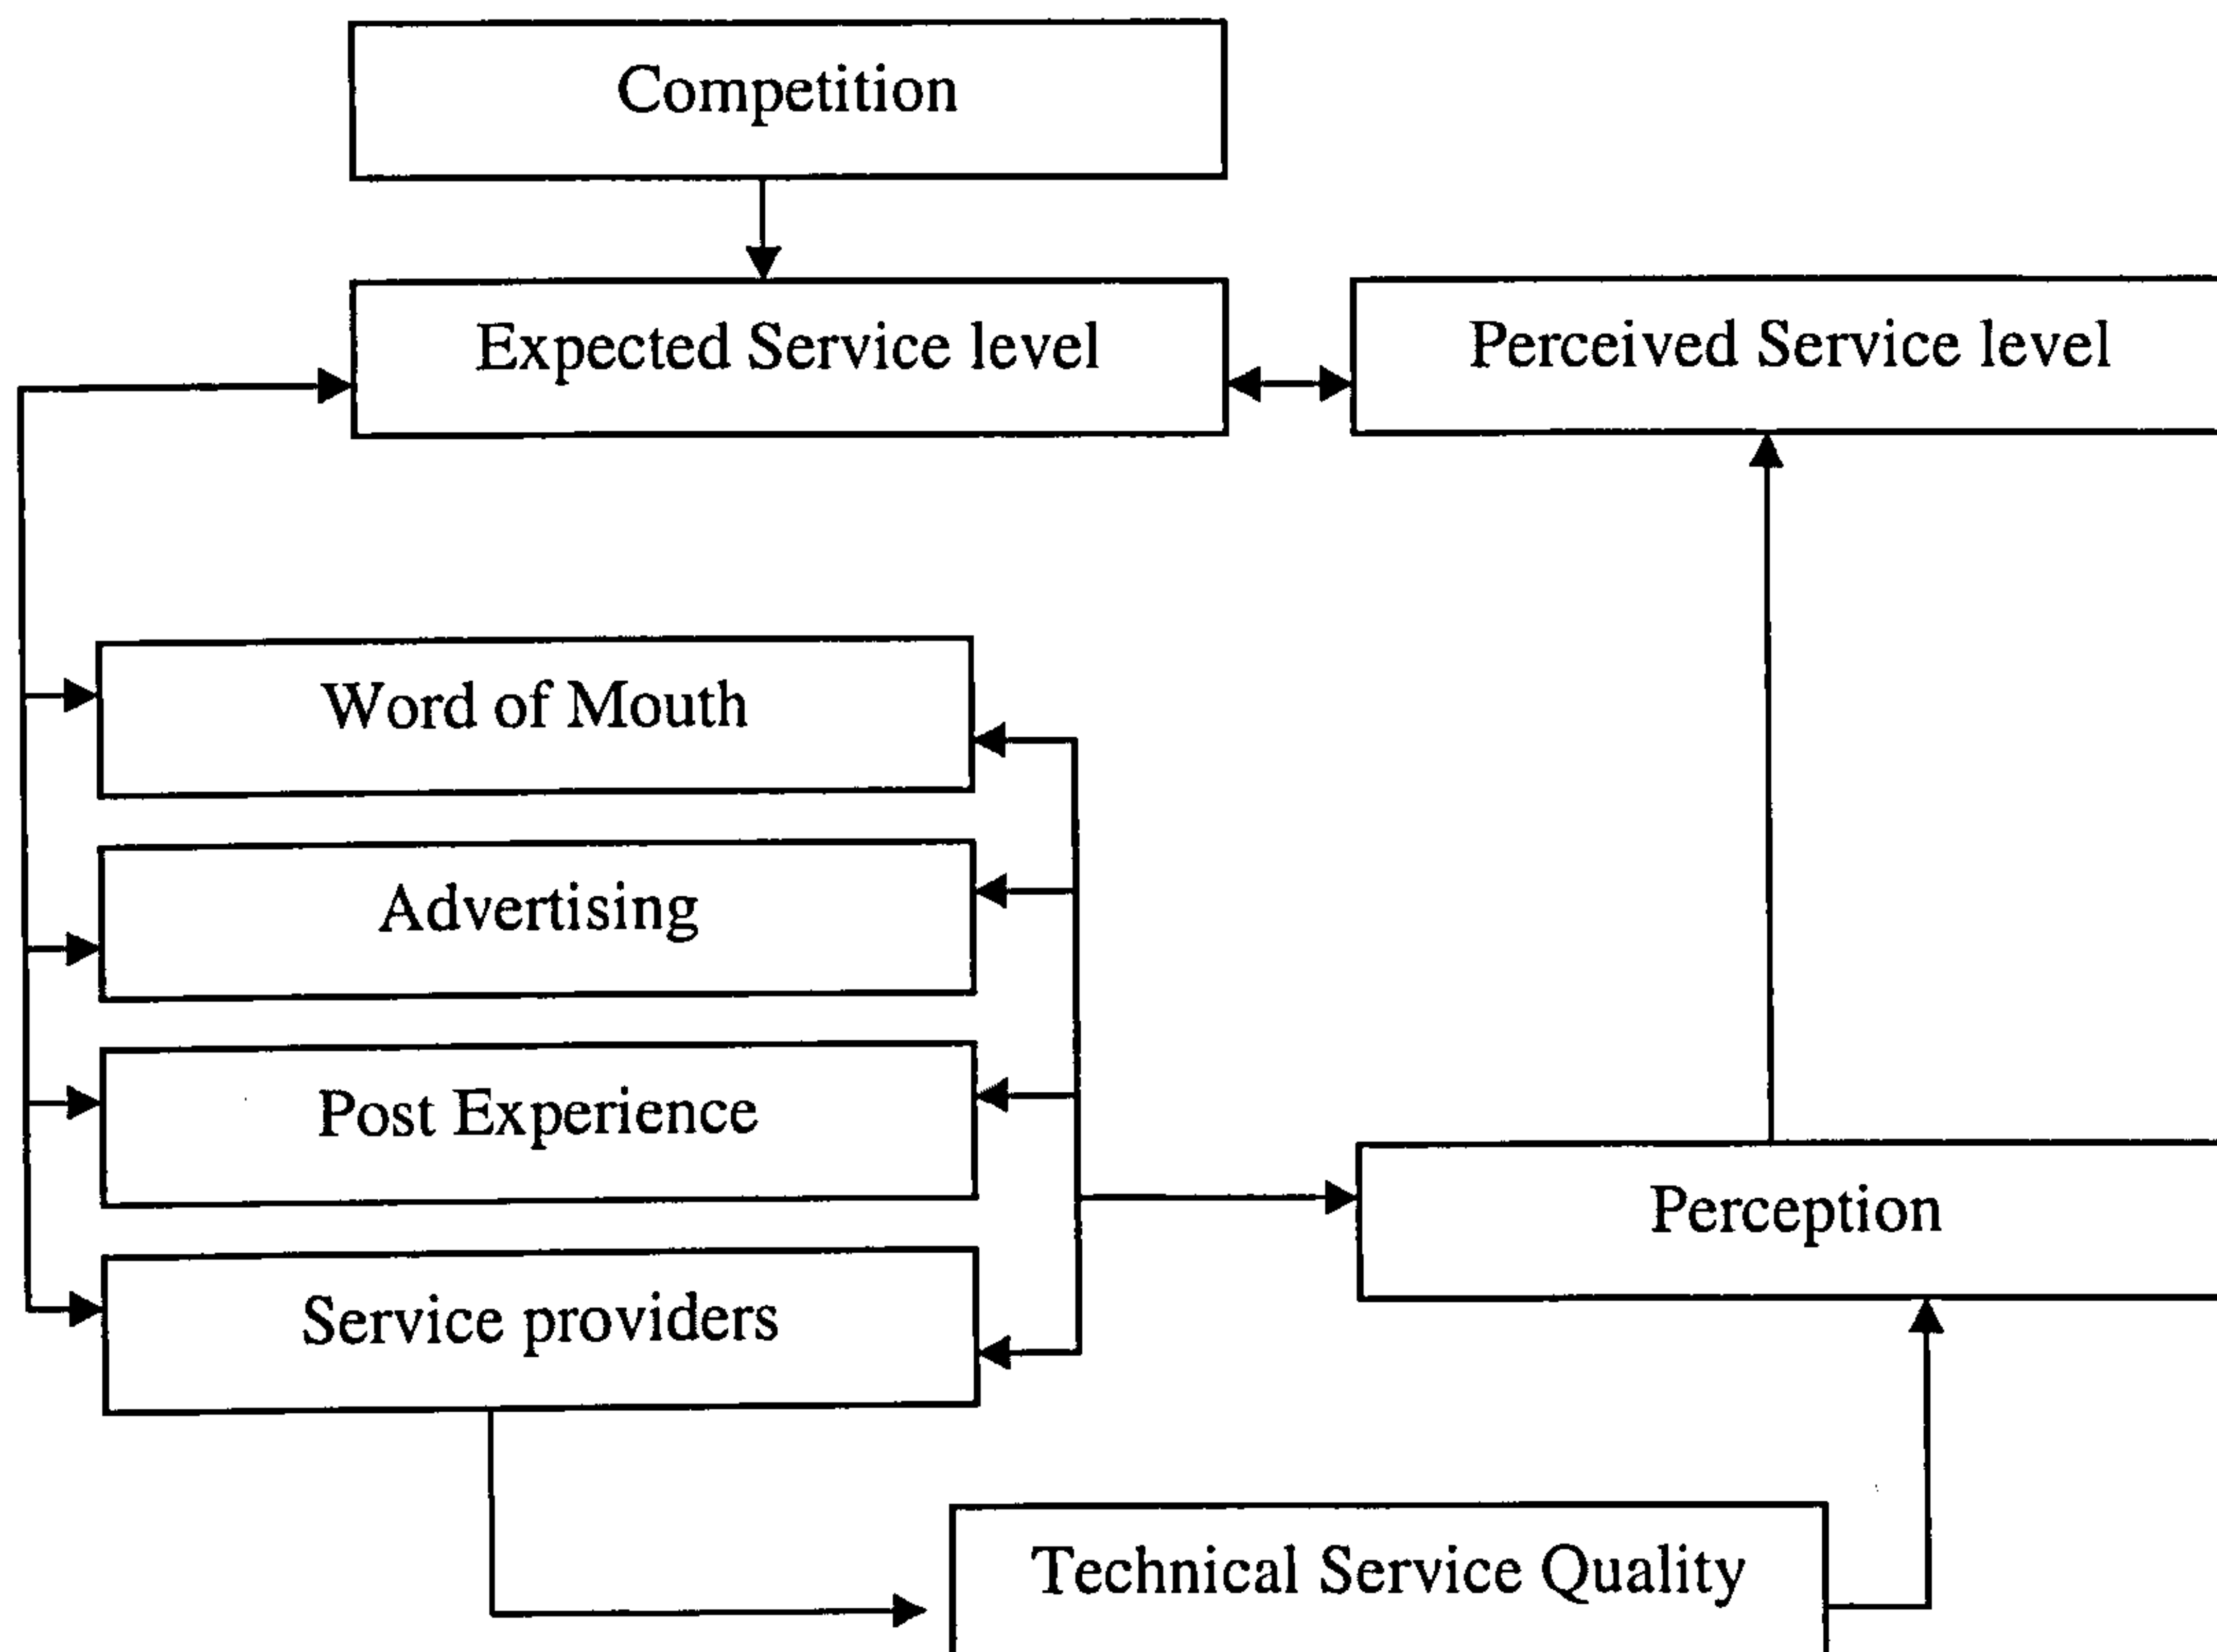 Competition
Expected Service level
Perceived Service level
Word of Mouth
Advertising
Post Experience
Perception
Service providers
Technical Service Quality